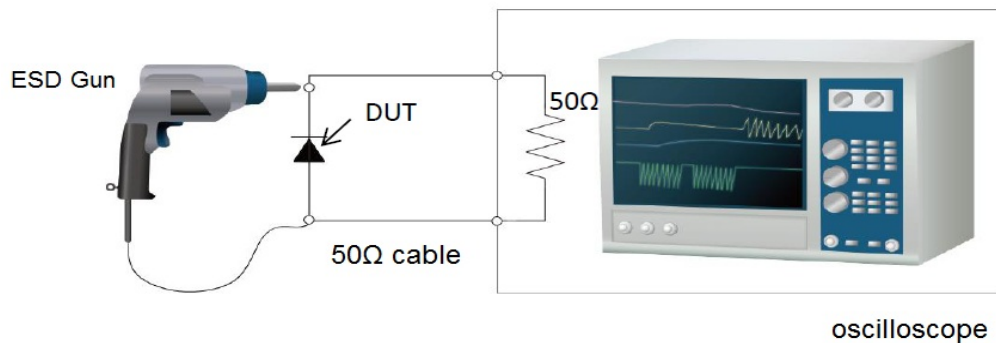 ESD Gun
DUT
50Ω
50Ω cable
oscilloscope